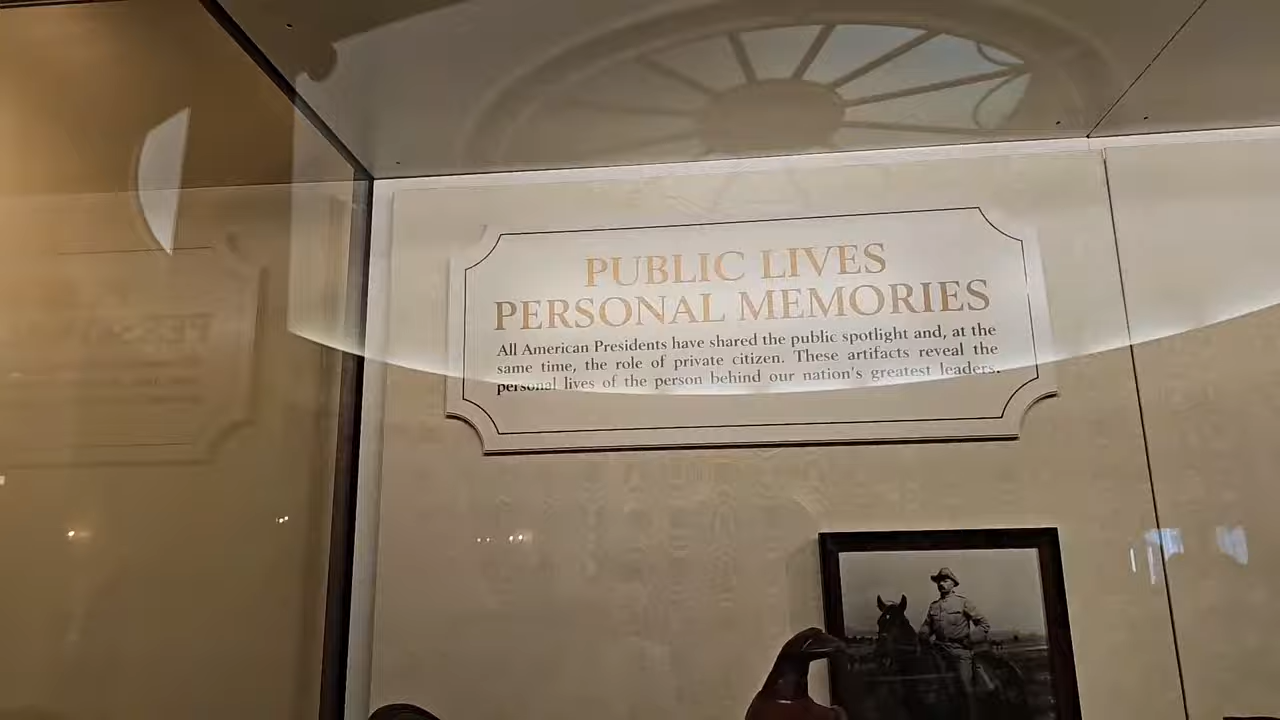 PUBLIC LIVES
PERSONAL MEMORIES
All American Presidents have shared the public spotlight and, at the
same time, the role of private citizen. These artifacts reveal the
personal lives of the person behind our nation's greatest leaders.